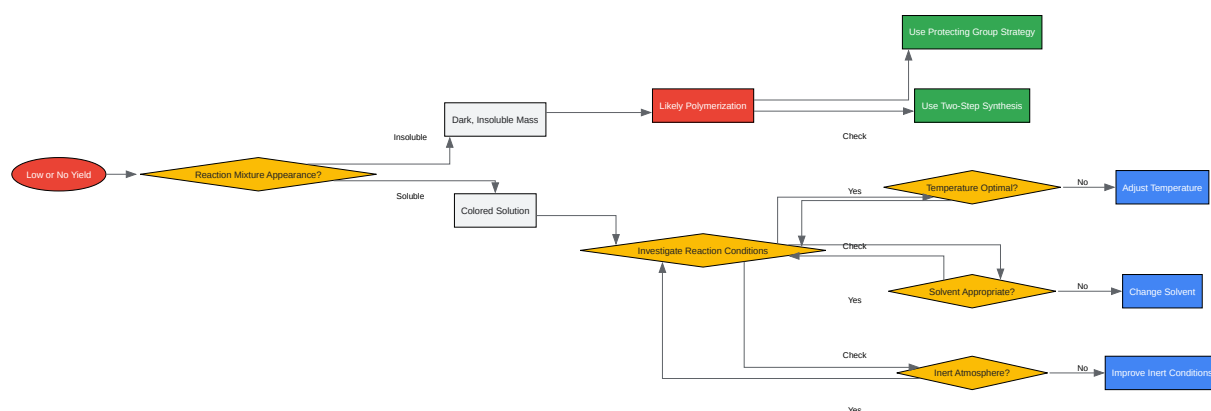 Use Protecting Group Strategy
Likely Polymerization
Use Two-Step Synthesis
Dark, Insoluble Mass
Insoluble
Check
Low or No Yield
Reaction Mixture Appearance?
Soluble
Colored Solution
Yes
Temperature Optimal?
No
Adjust Temperature
Investigate Reaction Conditions
Check
Solvent Appropriate?
No
Change Solvent
Yes
Check
Inert Atmosphere?
No
Improve Inert Conditions
Yes